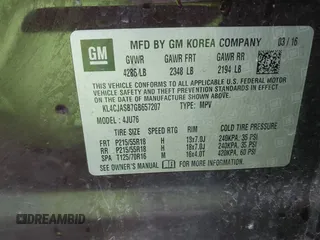 GM
MFD BY GM KOREA COMPANY 03/16
GVWR GAWR FRT GAWR RR
4285 LB 2348 LB 2194 LB
THIS VEHICLE CONFORMS TO ALL APPLICABLE U.S. FEDERAL MOTOR
VEHICLE SAFETY AND THEFT PREVENTION STANDARDS IN EFFECT
ON THE DATE OF MANUFACTURE SHOWN ABOVE.
KL4CJASB7GB657207 TYPE: MPV
MODEL: 4JU76
TIRE SIZE SPEED RTG RIM COLD TIRE PRESSURE
FRT P215/55R18 H 18x7.0J 240KPA, 35 PSI
RR P215/55R18 H 18x7.0J 240KPA, 35 PSI
SPA T125/70R16 M 16x4.0T 420KPA, 60 PSI
SEE OWNER'S MANUAL
DREAMBID